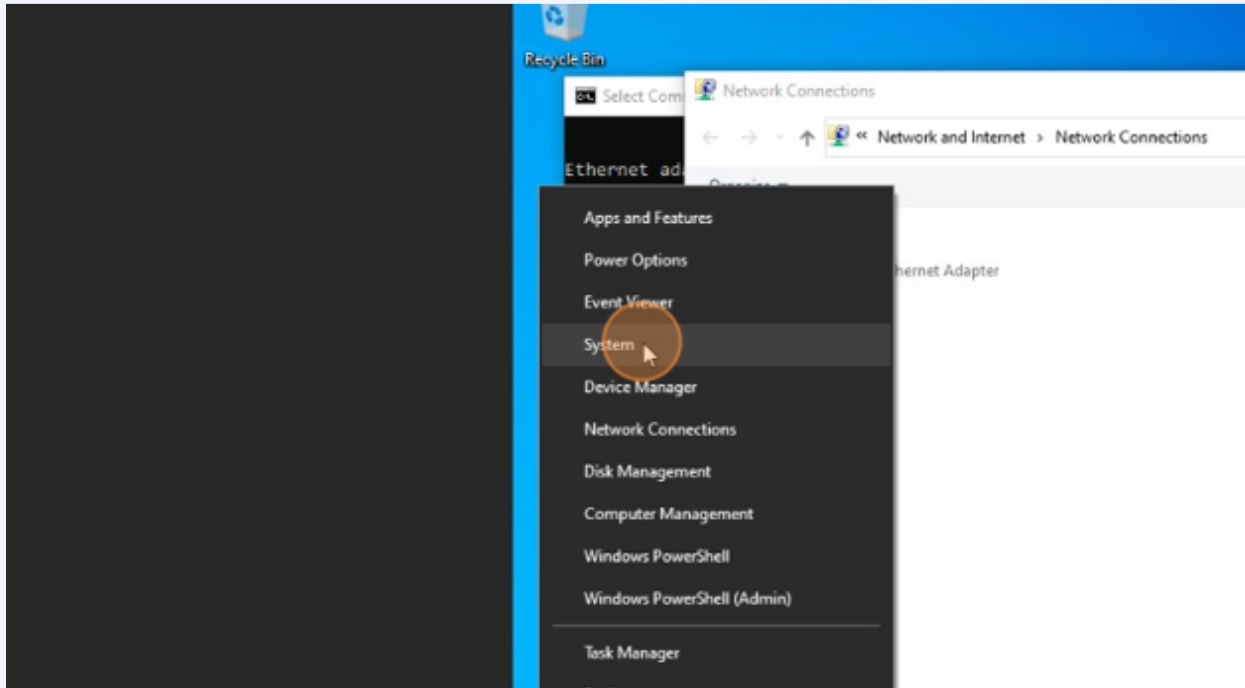 Recycle Bin
Select Com
Network Connections
« Network and Internet › Network Connections
Ethernet ad
Organize
Apps and Features
Power Options
hernet Adapter
Event Viewer
System
Device Manager
Network Connections
Disk Management
Computer Management
Windows PowerShell
Windows PowerShell (Admin)
Task Manager